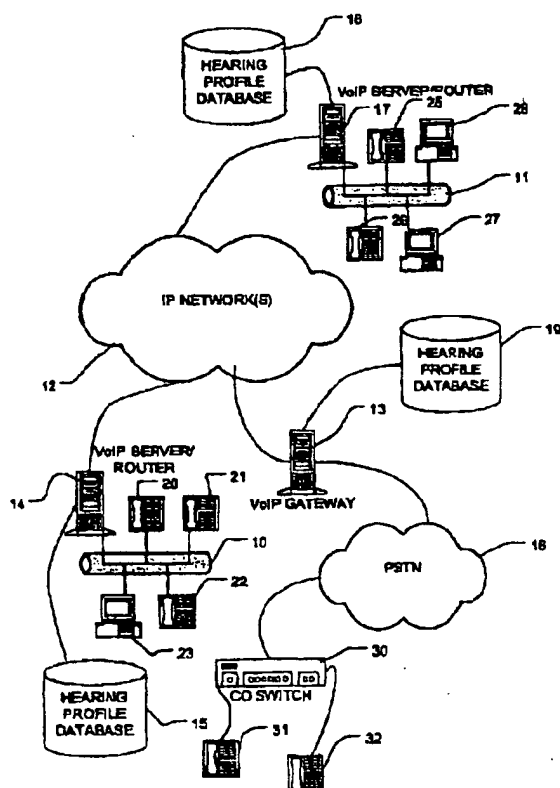 18
HEARING
PROFILE
DATABASE
VoIP SERVER/ROUTER
17
25
28
11
26
27
IP NETWORK(S)
12
19
HEARING
PROFILE
DATABASE
13
VoIP SERVER/
ROUTER
14
20
21
VoIP GATEWAY
10
22
23
PSTN
30
CO SWITCH
HEARING
PROFILE
DATABASE
15
31
32